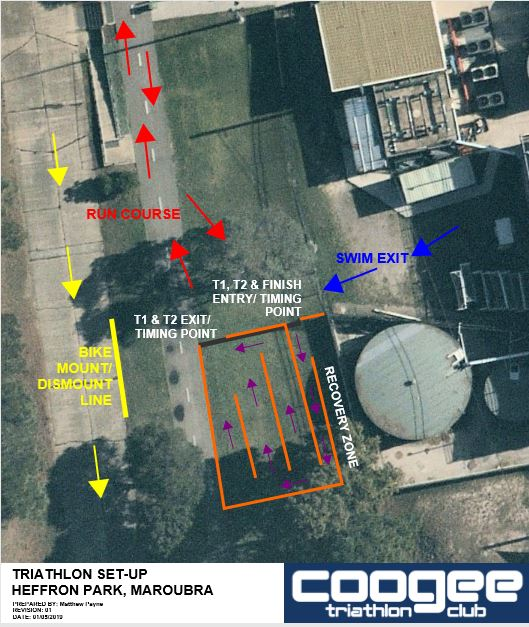 RUN COURSE
SWIM EXIT
T1, T2 & FINISH
ENTRY/ TIMING
POINT
T1 & T2 EXIT/
TIMING POINT
BIKE
MOUNT/
DISMOUNT
LINE
RECOVERY ZONE
TRIATHLON SET-UP
HEFFRON PARK, MAROUBRA
PREPARED BY: Matthew Payne
REVISION: 01
DATE: 01/05/2019
coogee
triathlon club